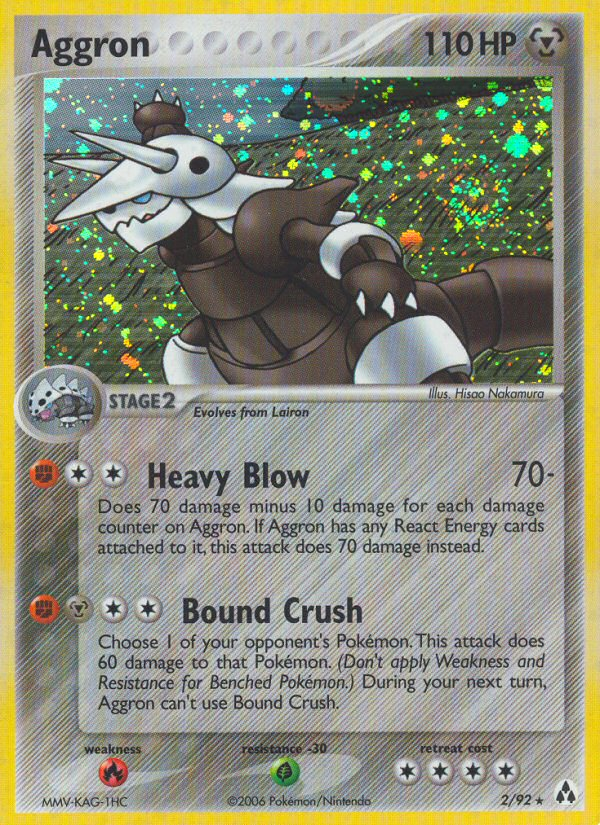 Aggron 110 HP
Illus. Hisao Nakamura
STAGE 2
Evolves from Lairon
Heavy Blow 70-
Does 70 damage minus 10 damage for each damage
counter on Aggron. If Aggron has any React Energy cards
attached to it, this attack does 70 damage instead.
Bound Crush
Choose 1 of your opponent's Pokémon. This attack does
60 damage to that Pokémon. (Don't apply Weakness and
Resistance for Benched Pokémon.) During your next turn,
Aggron can't use Bound Crush.
weakness resistance -30 retreat cost
MMV-KAG-1HC ©2006 Pokémon/Nintendo 2/92 ★